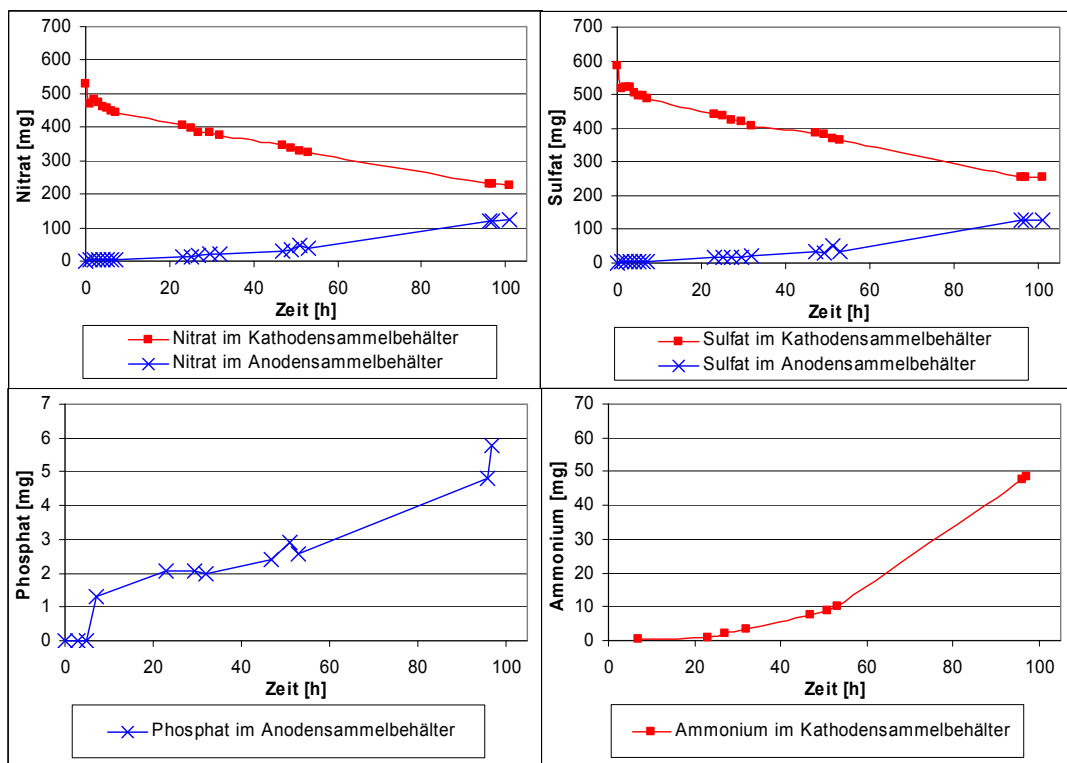 700
600
500
400
300
200
100
0
Nitrat [mg]
0 20 40 60 80 100
Zeit [h]
Nitrat im Kathodensammelbehälter
Nitrat im Anodensammelbehälter
700
600
500
400
300
200
100
0
Sulfat [mg]
0 20 40 60 80 100
Zeit [h]
Sulfat im Kathodensammelbehälter
Sulfat im Anodensammelbehälter
7
6
5
4
3
2
1
0
Phosphat [mg]
0 20 40 60 80 100
Zeit [h]
Phosphat im Anodensammelbehälter
70
60
50
40
30
20
10
0
Ammonium [mg]
0 20 40 60 80 100
Zeit [h]
Ammonium im Kathodensammelbehälter